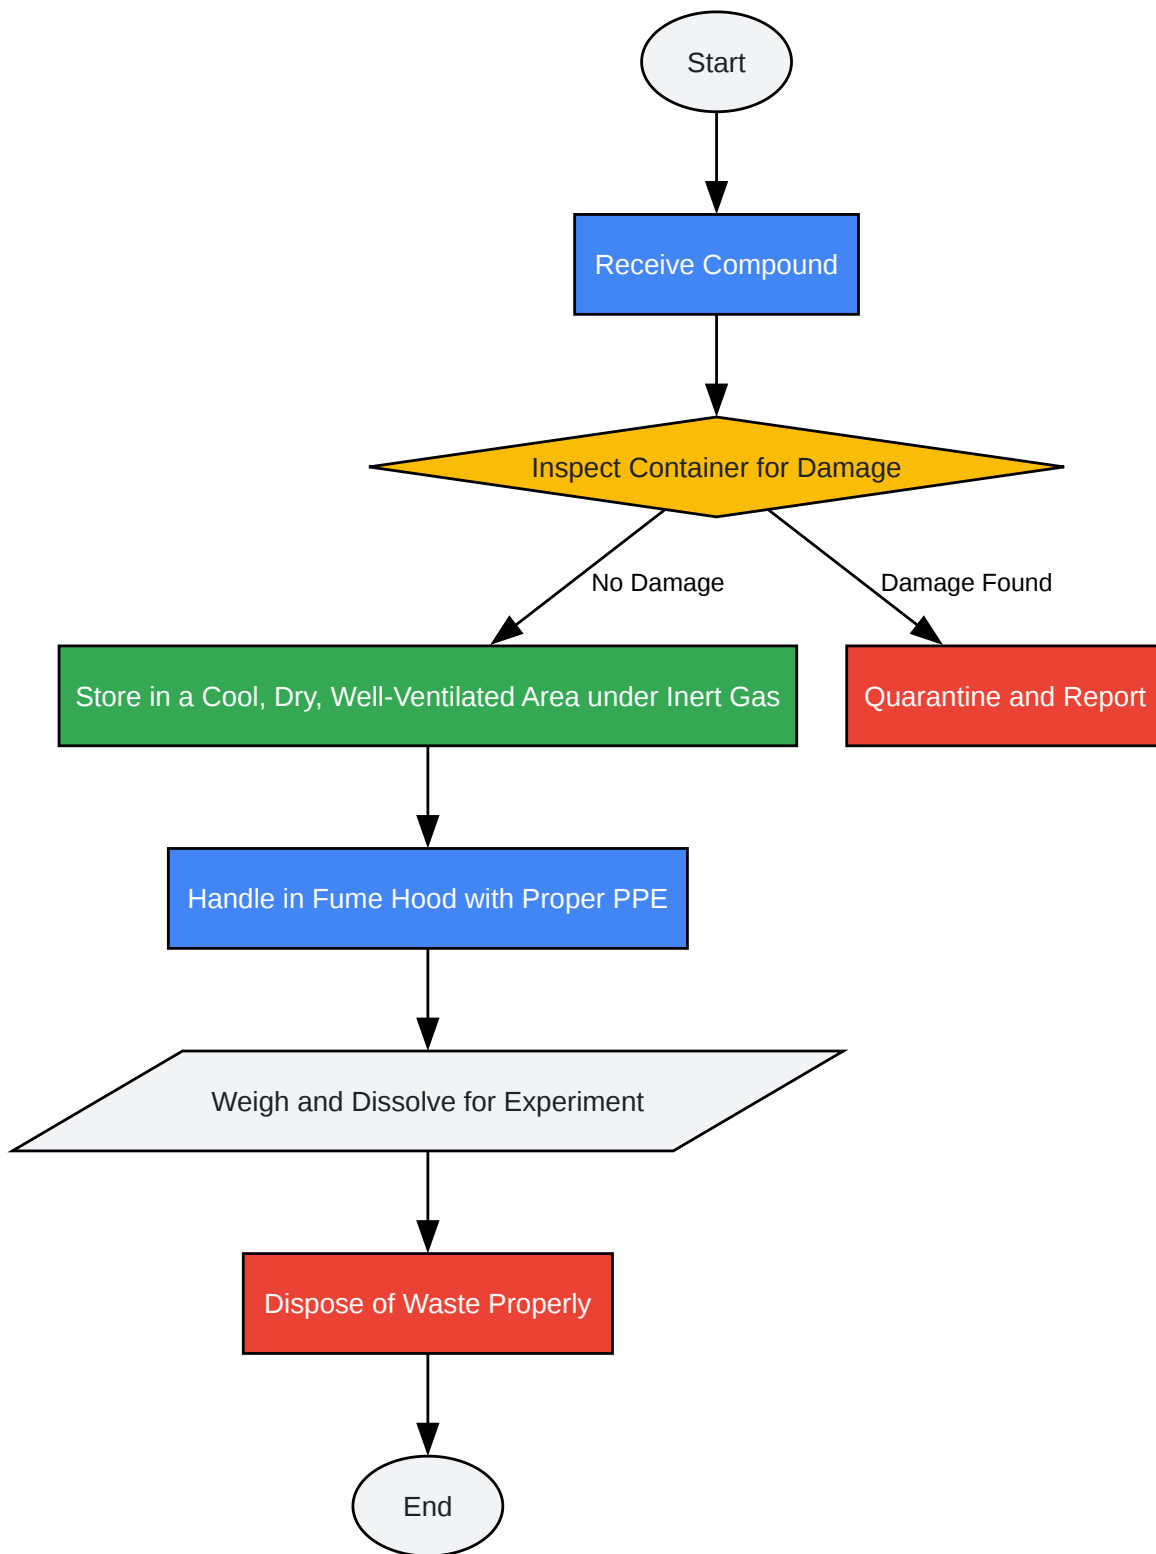 Start
Receive Compound
Inspect Container for Damage
No Damage
Damage Found
Store in a Cool, Dry, Well-Ventilated Area under Inert Gas
Quarantine and Report
Handle in Fume Hood with Proper PPE
Weigh and Dissolve for Experiment
Dispose of Waste Properly
End